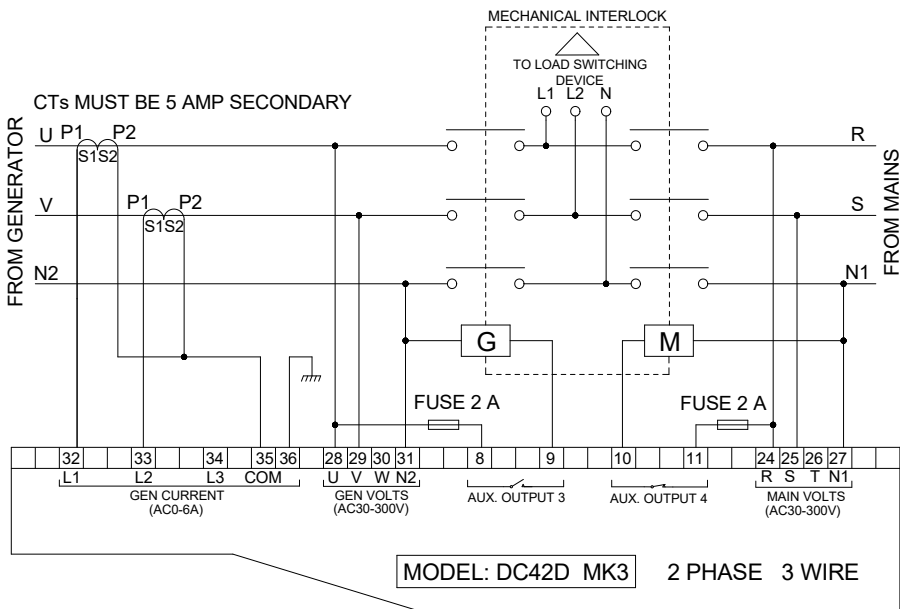 MECHANICAL INTERLOCK
TO LOAD SWITCHING
DEVICE
L1 L2 N
CTs MUST BE 5 AMP SECONDARY
FROM GENERATOR
U P1 P2
S1S2
R
V P1 P2
S1S2
S
N2
N1
FROM MAINS
G
M
FUSE 2 A
FUSE 2 A
32 33 34 35 36 28 29 30 31 8 9 10 11 24 25 26 27
L1 L2 L3 COM
GEN CURRENT
(AC0-6A)
U V W N2
GEN VOLTS
(AC30-300V)
AUX. OUTPUT 3
AUX. OUTPUT 4
R S T N1
MAIN VOLTS
(AC30-300V)
MODEL: DC42D MK3
2 PHASE 3 WIRE